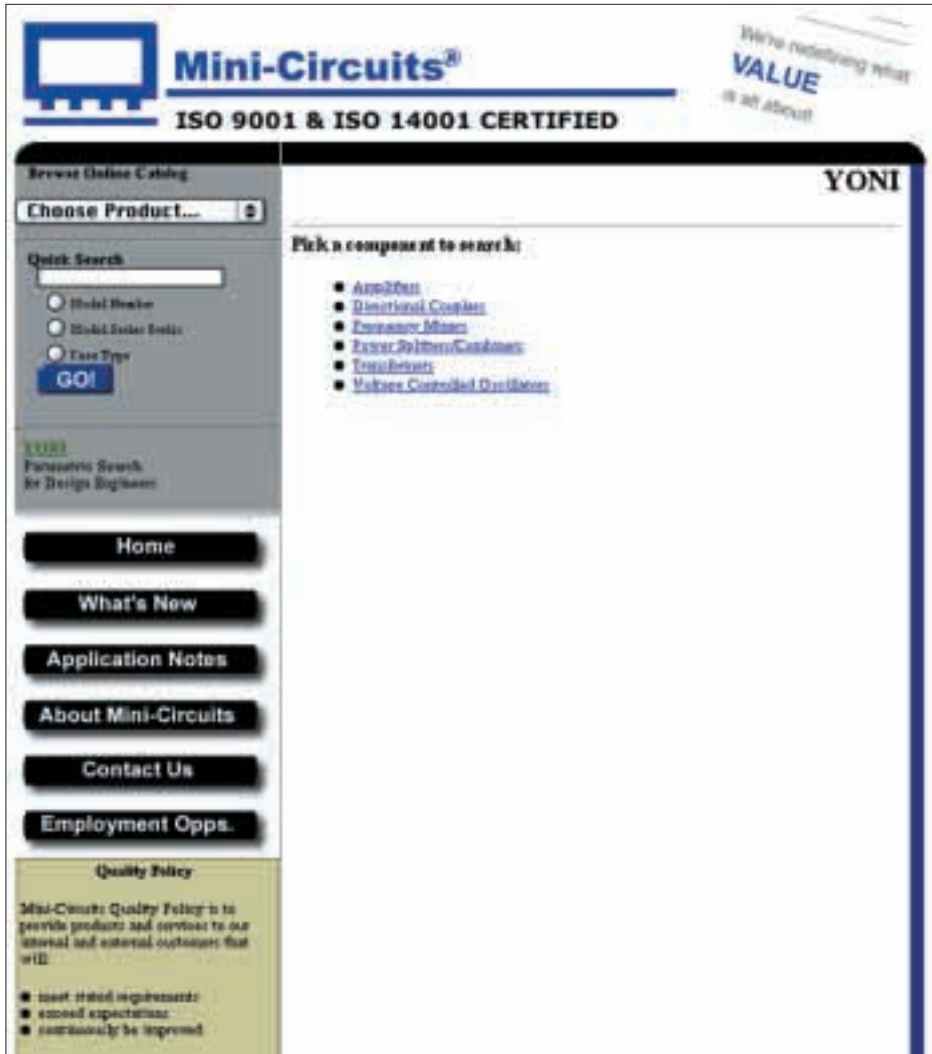 Mini-Circuits®
ISO 9001 & ISO 14001 CERTIFIED
We're redefining what
VALUE
is all about!
Browse Online Catalog
Choose Product...
Quick Search
Model Number
Model Series Prefix
Case Type
GO!
YONI
Parametric Search
for Design Engineers
Home
What's New
Application Notes
About Mini-Circuits
Contact Us
Employment Opps.
Quality Policy
Mini-Circuits Quality Policy is to
provide products and services to our
internal and external customers that
will:
meet stated requirements
exceed expectations
continuously be improved
YONI
Pick a component to search:
Amplifiers
Directional Couplers
Frequency Mixers
Power Splitters/Combiners
Transformers
Voltage Controlled Oscillators